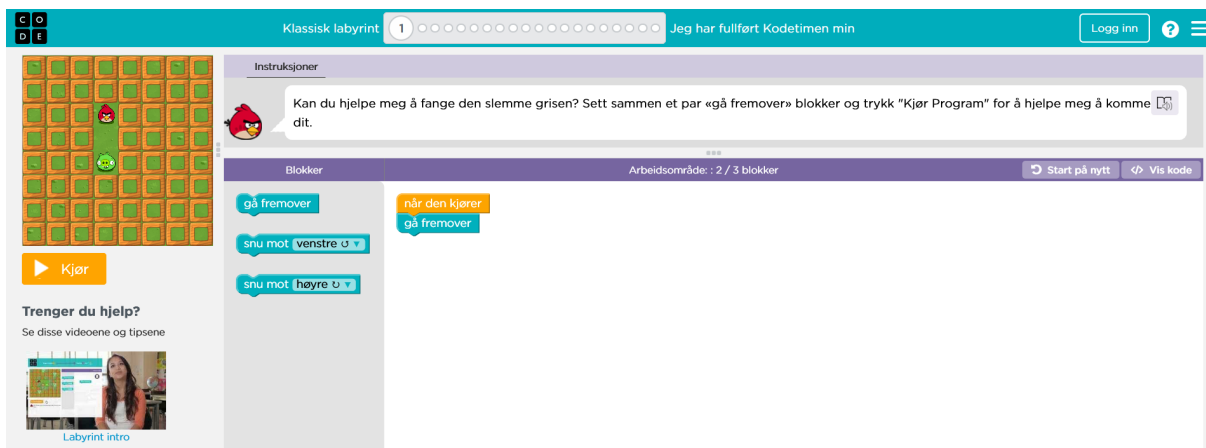 C O
D E
Klassisk labyrint
1
Jeg har fullført Kodetimen min
Logg inn
?
Instruksjoner
Kan du hjelpe meg å fange den slemme grisen? Sett sammen et par «gå fremover» blokker og trykk "Kjør Program" for å hjelpe meg å komme
dit.
Blokker
Arbeidsområde: : 2 / 3 blokker
Start på nytt
</> Vis kode
gå fremover
snu mot venstre ↺ ▼
snu mot høyre ↻ ▼
når den kjører
gå fremover
Kjør
Trenger du hjelp?
Se disse videoene og tipsene
Labyrint intro